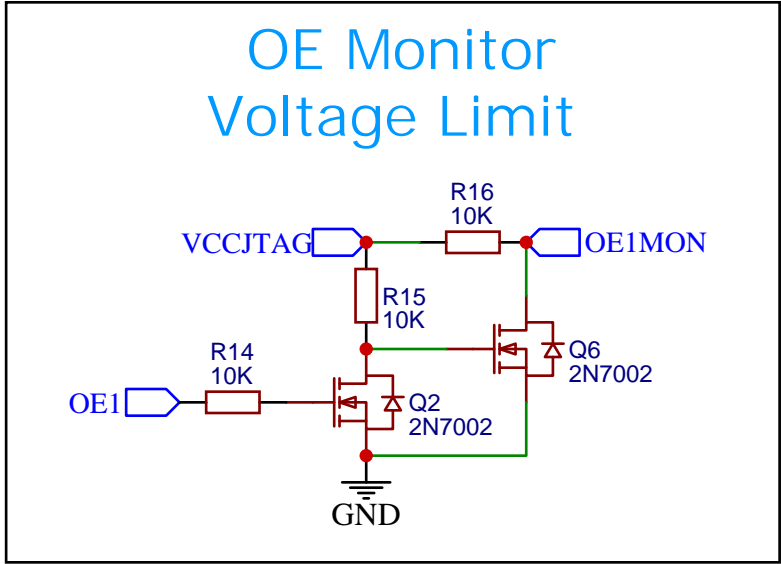 OE Monitor
Voltage Limit
R16
10K
VCCJTAG
OE1MON
R15
10K
R14
10K
Q6
2N7002
OE1
Q2
2N7002
GND